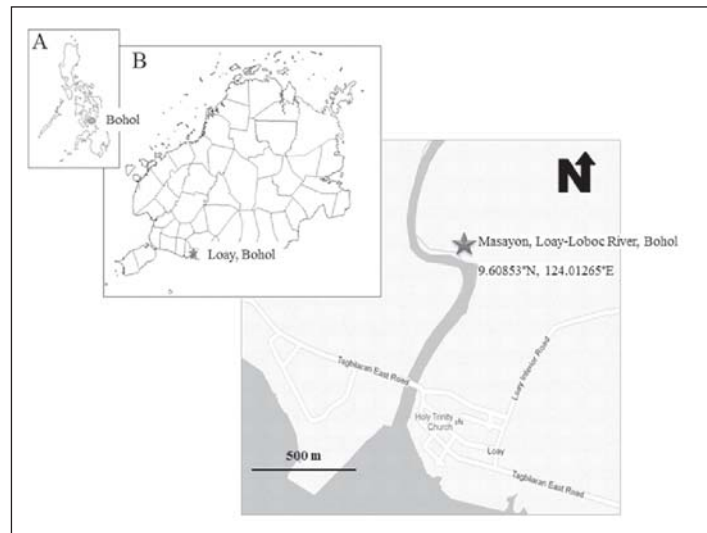 A
Bohol
B
Loay, Bohol
N
Masayon, Loay-Loboc River, Bohol
9.60853°N, 124.01265°E
Tagbilaran East Road
Loay Interior Road
Holy Trinity
Church
Loay
Tagbilaran East Road
500 m